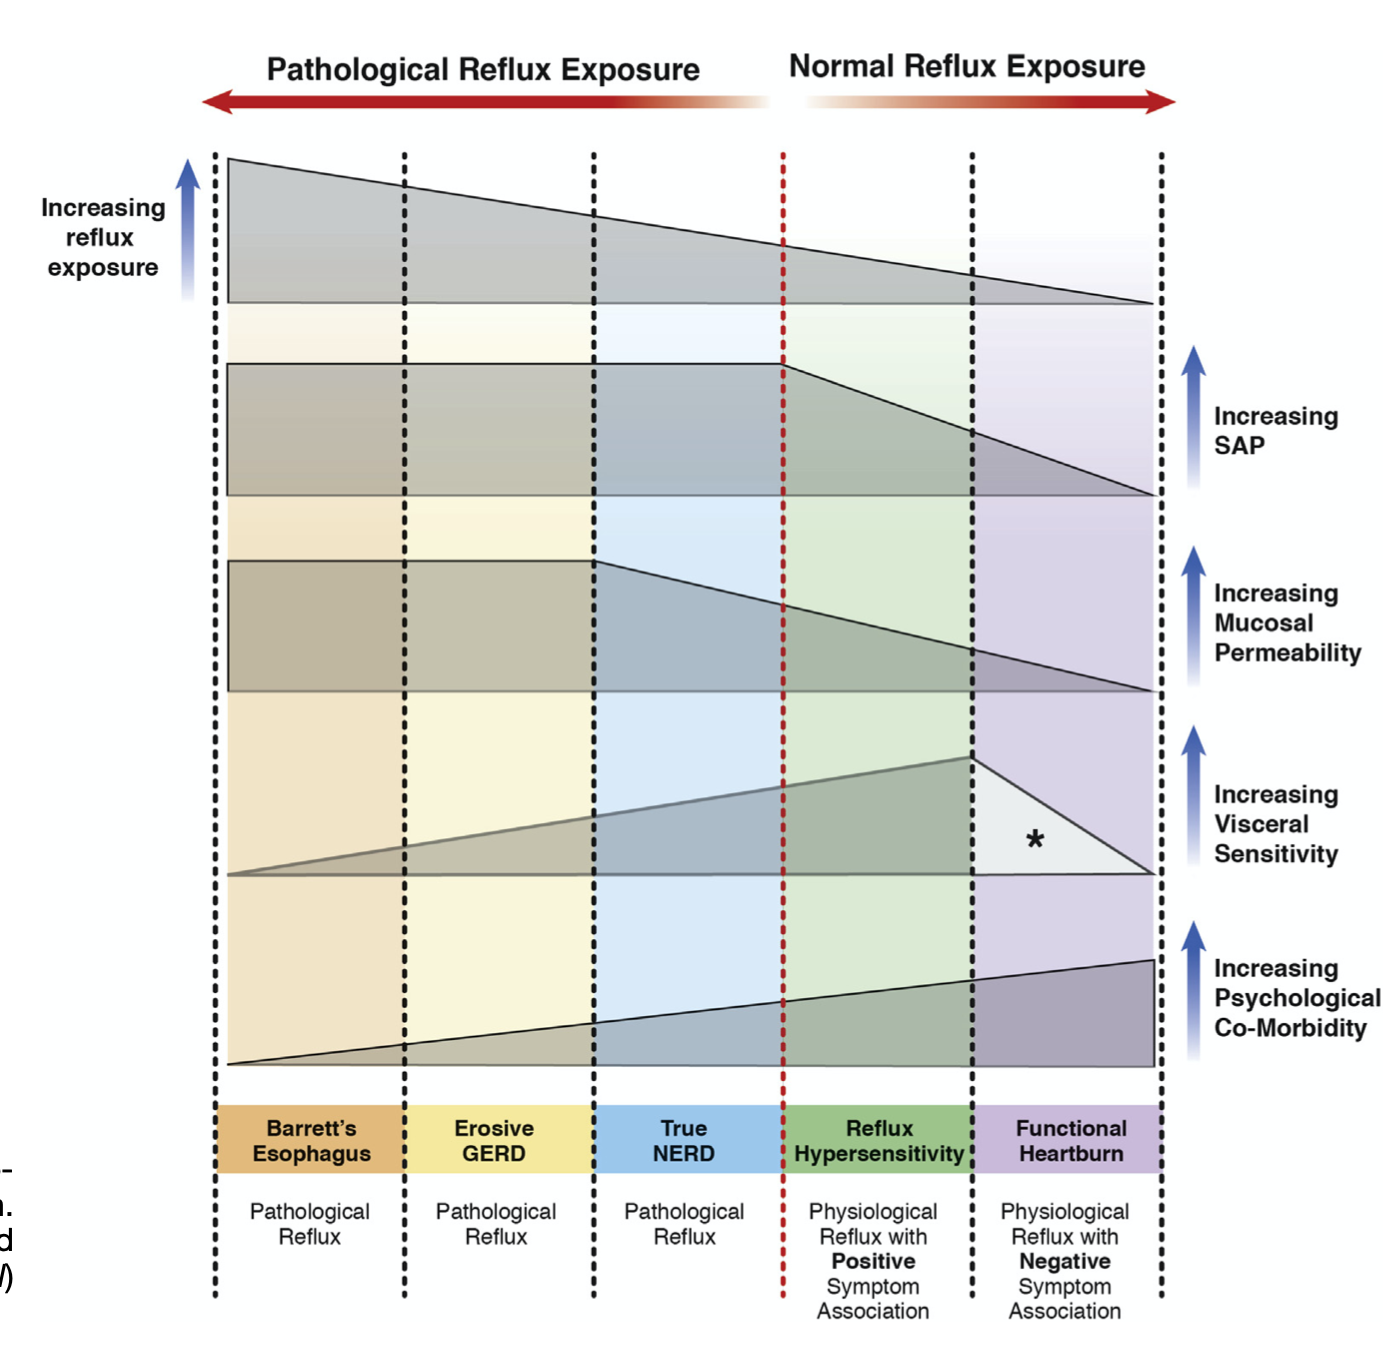 Pathological Reflux Exposure
Normal Reflux Exposure
Increasing
reflux
exposure
Increasing
SAP
Increasing
Mucosal
Permeability
Increasing
Visceral
Sensitivity
*
Increasing
Psychological
Co-Morbidity
Barrett's
Esophagus
Erosive
GERD
True
NERD
Reflux
Hypersensitivity
Functional
Heartburn
Pathological
Reflux
Pathological
Reflux
Pathological
Reflux
Physiological
Reflux with
Positive
Symptom
Association
Physiological
Reflux with
Negative
Symptom
Association